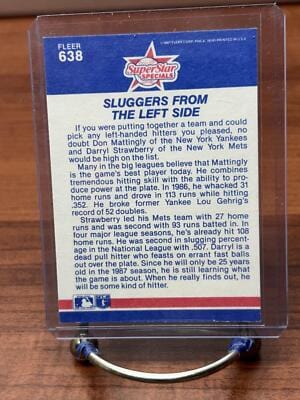 FLEER
638
©1987 FLEER CORP. PHILA. 19141 PRINTED IN U.S.A.
SuperStar
SPECIALS
SLUGGERS FROM
THE LEFT SIDE
If you were putting together a team and could
pick any left-handed hitters you pleased, no
doubt Don Mattingly of the New York Yankees
and Darryl Strawberry of the New York Mets
would be high on the list.
Many in the big leagues believe that Mattingly
is the game's best player today. He combines
tremendous hitting skill with the ability to pro-
duce power at the plate. In 1986, he whacked 31
home runs and drove in 113 runs while hitting
.352. He broke former Yankee Lou Gehrig's
record of 52 doubles.
Strawberry led his Mets team with 27 home
runs and was second with 93 runs batted in. In
four major league seasons, he's already hit 108
home runs. He was second in slugging percent-
age in the National League with .507. Darryl is a
dead pull hitter who feasts on errant fast balls
out over the plate. Since he will only be 25 years
old in the 1987 season, he is still learning what
the game is about. When he really finds out, he
will be some kind of hitter.